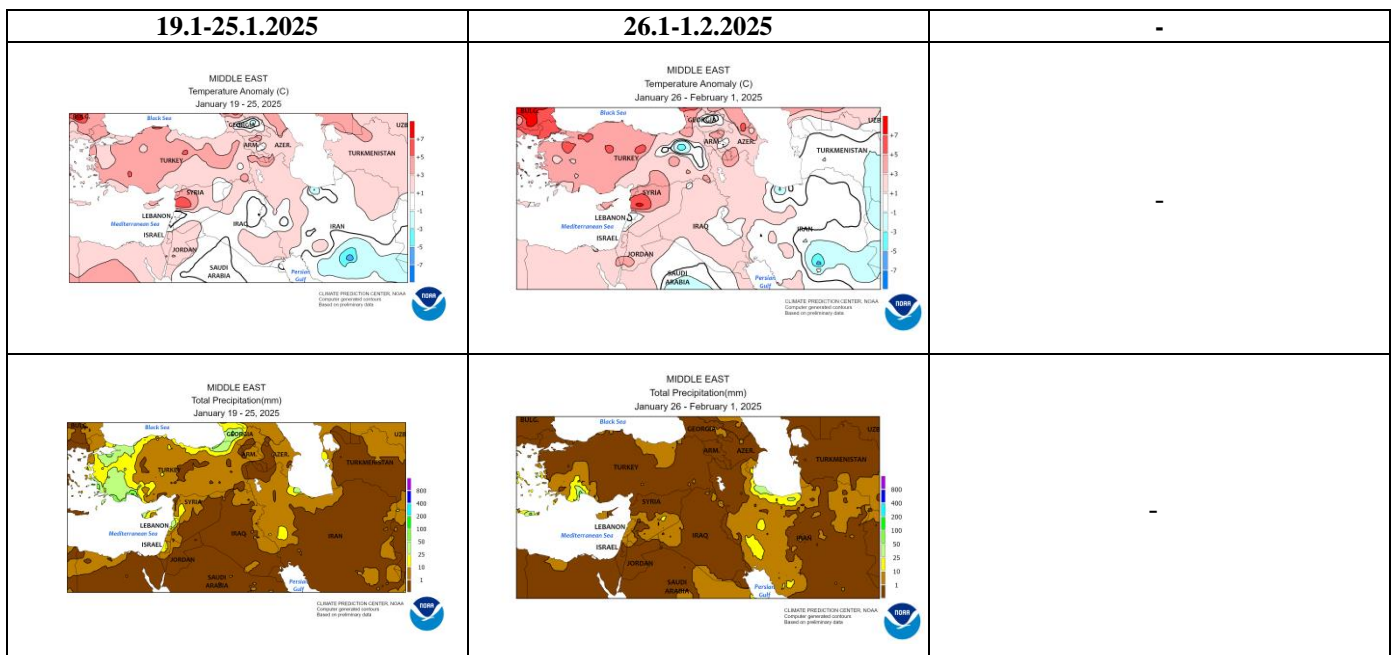 19.1-25.1.2025
26.1-1.2.2025
-
MIDDLE EAST
Temperature Anomaly (C)
January 19 - 25, 2025
Black Sea
GEORGIA
UZB
ARM.
AZER.
TURKMENISTAN
TURKEY
SYRIA
LEBANON
Mediterranean Sea
IRAQ
IRAN
ISRAEL
JORDAN
SAUDI
ARABIA
Persian
Gulf
+7
+5
+3
+1
-1
-3
-5
-7
CLIMATE PREDICTION CENTER, NOAA
Computer generated contours
Based on preliminary data
NOAA
MIDDLE EAST
Temperature Anomaly (C)
January 26 - February 1, 2025
BULG.
Black Sea
GEORGIA
UZB
ARM.
AZER.
TURKMENISTAN
TURKEY
SYRIA
LEBANON
Mediterranean Sea
IRAQ
IRAN
ISRAEL
JORDAN
SAUDI
ARABIA
Persian
Gulf
+7
+5
+3
+1
-1
-3
-5
-7
CLIMATE PREDICTION CENTER, NOAA
Computer generated contours
Based on preliminary data
NOAA
-
MIDDLE EAST
Total Precipitation(mm)
January 19 - 25, 2025
Black Sea
GEORGIA
UZB
ARM.
AZER.
TURKMENISTAN
TURKEY
SYRIA
LEBANON
Mediterranean Sea
IRAQ
IRAN
ISRAEL
JORDAN
SAUDI
ARABIA
Persian
Gulf
800
400
200
100
50
25
10
1
CLIMATE PREDICTION CENTER, NOAA
Computer generated contours
Based on preliminary data
NOAA
MIDDLE EAST
Total Precipitation(mm)
January 26 - February 1, 2025
BULG.
Black Sea
GEORGIA
UZB
ARM.
AZER.
TURKMENISTAN
TURKEY
SYRIA
LEBANON
Mediterranean Sea
IRAQ
IRAN
ISRAEL
JORDAN
SAUDI
ARABIA
Persian
Gulf
800
400
200
100
50
25
10
1
CLIMATE PREDICTION CENTER, NOAA
Computer generated contours
Based on preliminary data
NOAA
-